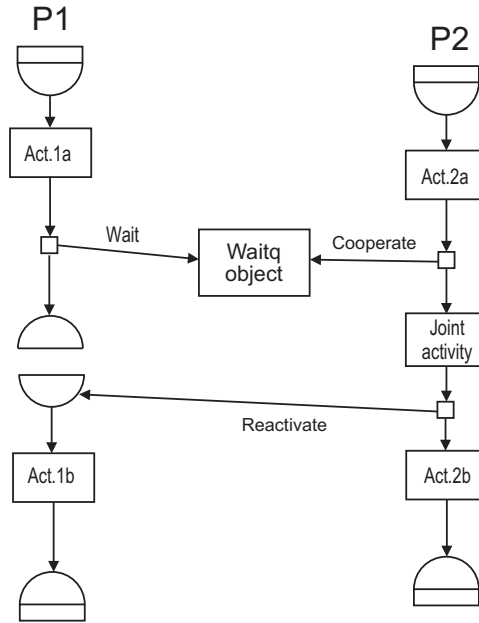 P1
P2
Act.1a
Act.2a
Wait
Waitq
object
Cooperate
Joint
activity
Reactivate
Act.1b
Act.2b